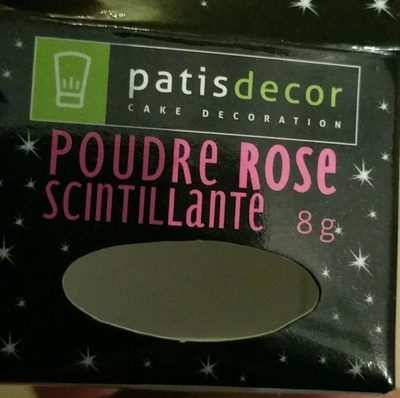 patisdecor
CAKE DECORATION
POUDRE ROSE
SCINTILLANTE
8 g